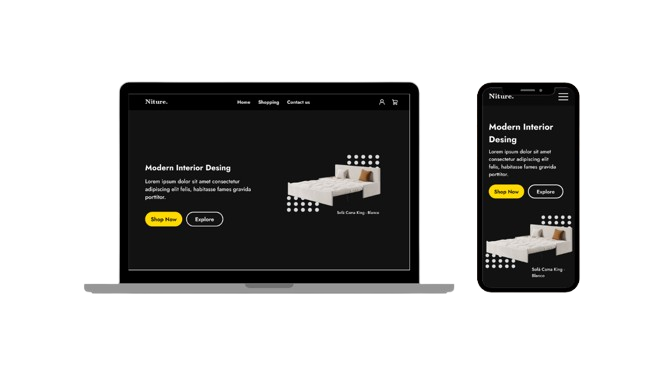 Niture.
Home Shopping Contact us
Modern Interior Desing
Lorem ipsum dolor sit amet consectetur
adipiscing elit felis, habitasse fames gravida
porttitor.
Shop Now Explore
Sofá Cama King - Blanco
Niture.
Modern Interior
Desing
Lorem ipsum dolor sit amet
consectetur adipiscing elit
felis, habitasse fames gravida
porttitor.
Shop Now Explore
Sofá Cama King -
Blanco